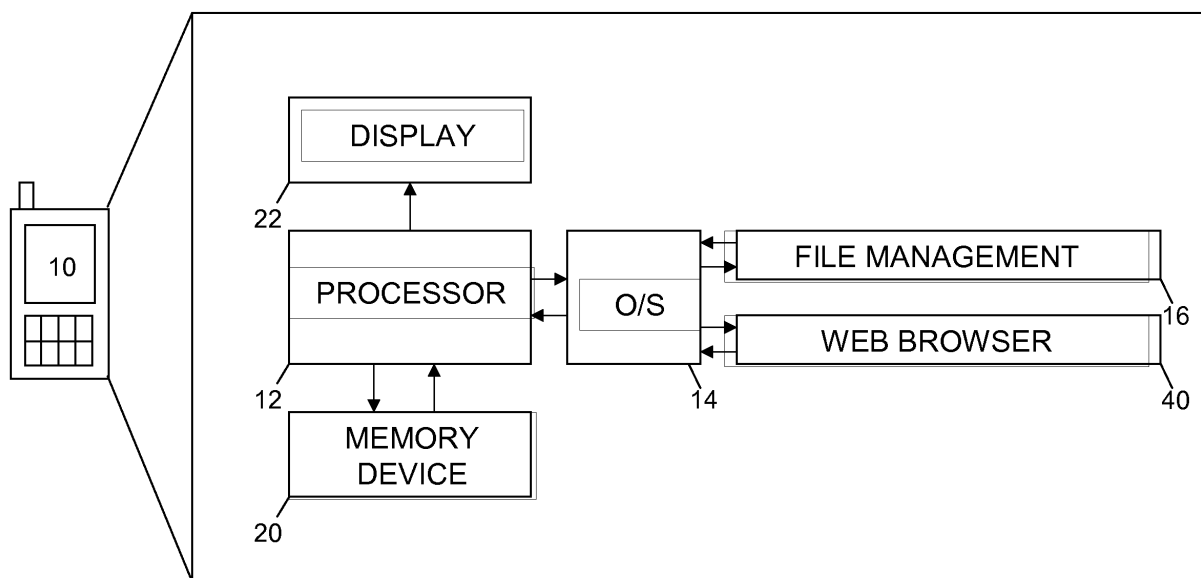 DISPLAY
22
10
PROCESSOR
12
O/S
14
FILE MANAGEMENT
16
WEB BROWSER
40
MEMORY
DEVICE
20